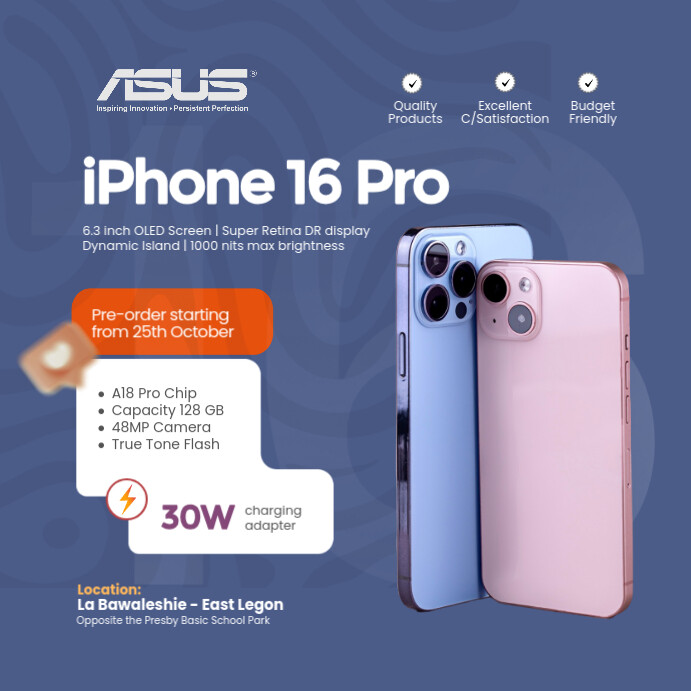 ASUS®
Inspiring Innovation • Persistent Perfection
Quality
Products
Excellent
C/Satisfaction
Budget
Friendly
iPhone 16 Pro
6.3 inch OLED Screen | Super Retina DR display
Dynamic Island | 1000 nits max brightness
Pre-order starting
from 25th October
• A18 Pro Chip
• Capacity 128 GB
• 48MP Camera
• True Tone Flash
30W
charging
adapter
Location:
La Bawaleshie - East Legon
Opposite the Presby Basic School Park